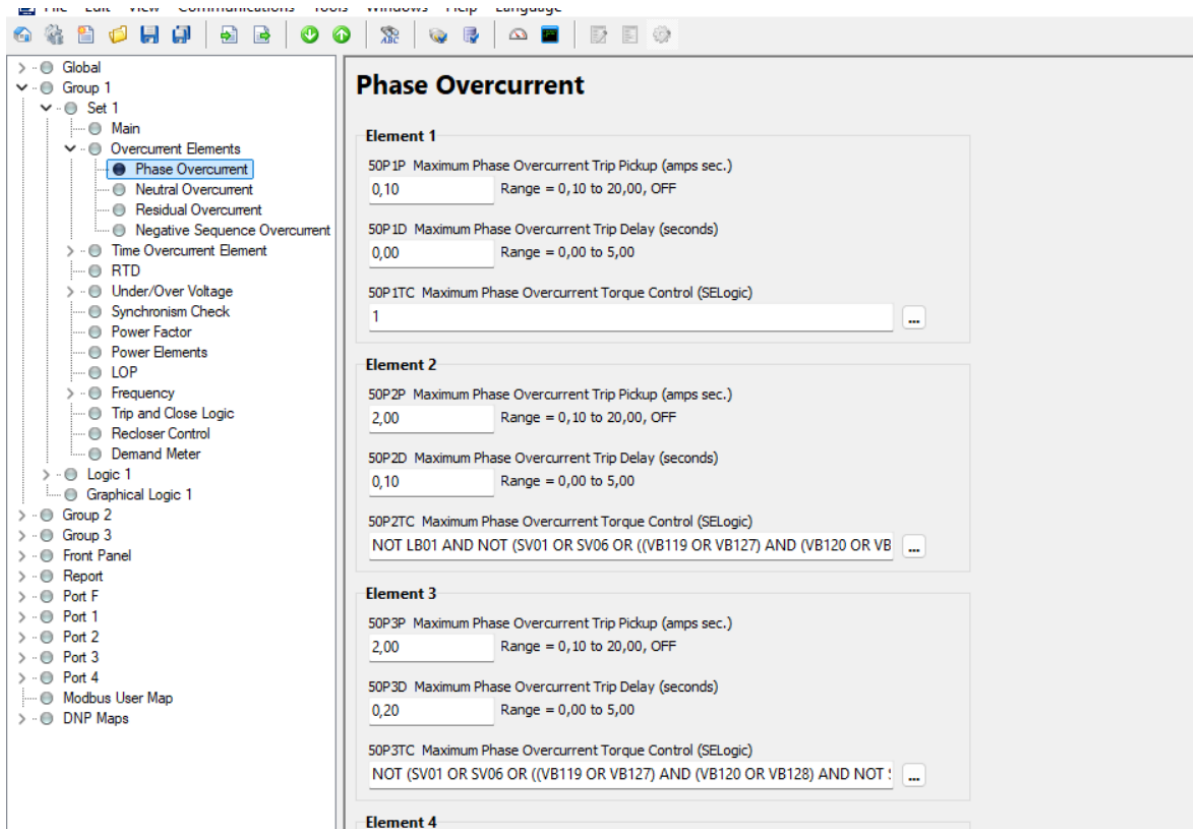 File Edit View Communications Tools Windows Help Language
Global
Group 1
Set 1
Main
Overcurrent Elements
Phase Overcurrent
Neutral Overcurrent
Residual Overcurrent
Negative Sequence Overcurrent
Time Overcurrent Element
RTD
Under/Over Voltage
Synchronism Check
Power Factor
Power Elements
LOP
Frequency
Trip and Close Logic
Recloser Control
Demand Meter
Logic 1
Graphical Logic 1
Group 2
Group 3
Front Panel
Report
Port F
Port 1
Port 2
Port 3
Port 4
Modbus User Map
DNP Maps
Phase Overcurrent
Element 1
50P1P Maximum Phase Overcurrent Trip Pickup (amps sec.)
0,10 Range = 0,10 to 20,00, OFF
50P1D Maximum Phase Overcurrent Trip Delay (seconds)
0,00 Range = 0,00 to 5,00
50P1TC Maximum Phase Overcurrent Torque Control (SELogic)
1 ...
Element 2
50P2P Maximum Phase Overcurrent Trip Pickup (amps sec.)
2,00 Range = 0,10 to 20,00, OFF
50P2D Maximum Phase Overcurrent Trip Delay (seconds)
0,10 Range = 0,00 to 5,00
50P2TC Maximum Phase Overcurrent Torque Control (SELogic)
NOT LB01 AND NOT (SV01 OR SV06 OR ((VB119 OR VB127) AND (VB120 OR VB ...
Element 3
50P3P Maximum Phase Overcurrent Trip Pickup (amps sec.)
2,00 Range = 0,10 to 20,00, OFF
50P3D Maximum Phase Overcurrent Trip Delay (seconds)
0,20 Range = 0,00 to 5,00
50P3TC Maximum Phase Overcurrent Torque Control (SELogic)
NOT (SV01 OR SV06 OR ((VB119 OR VB127) AND (VB120 OR VB128) AND NOT ...
Element 4